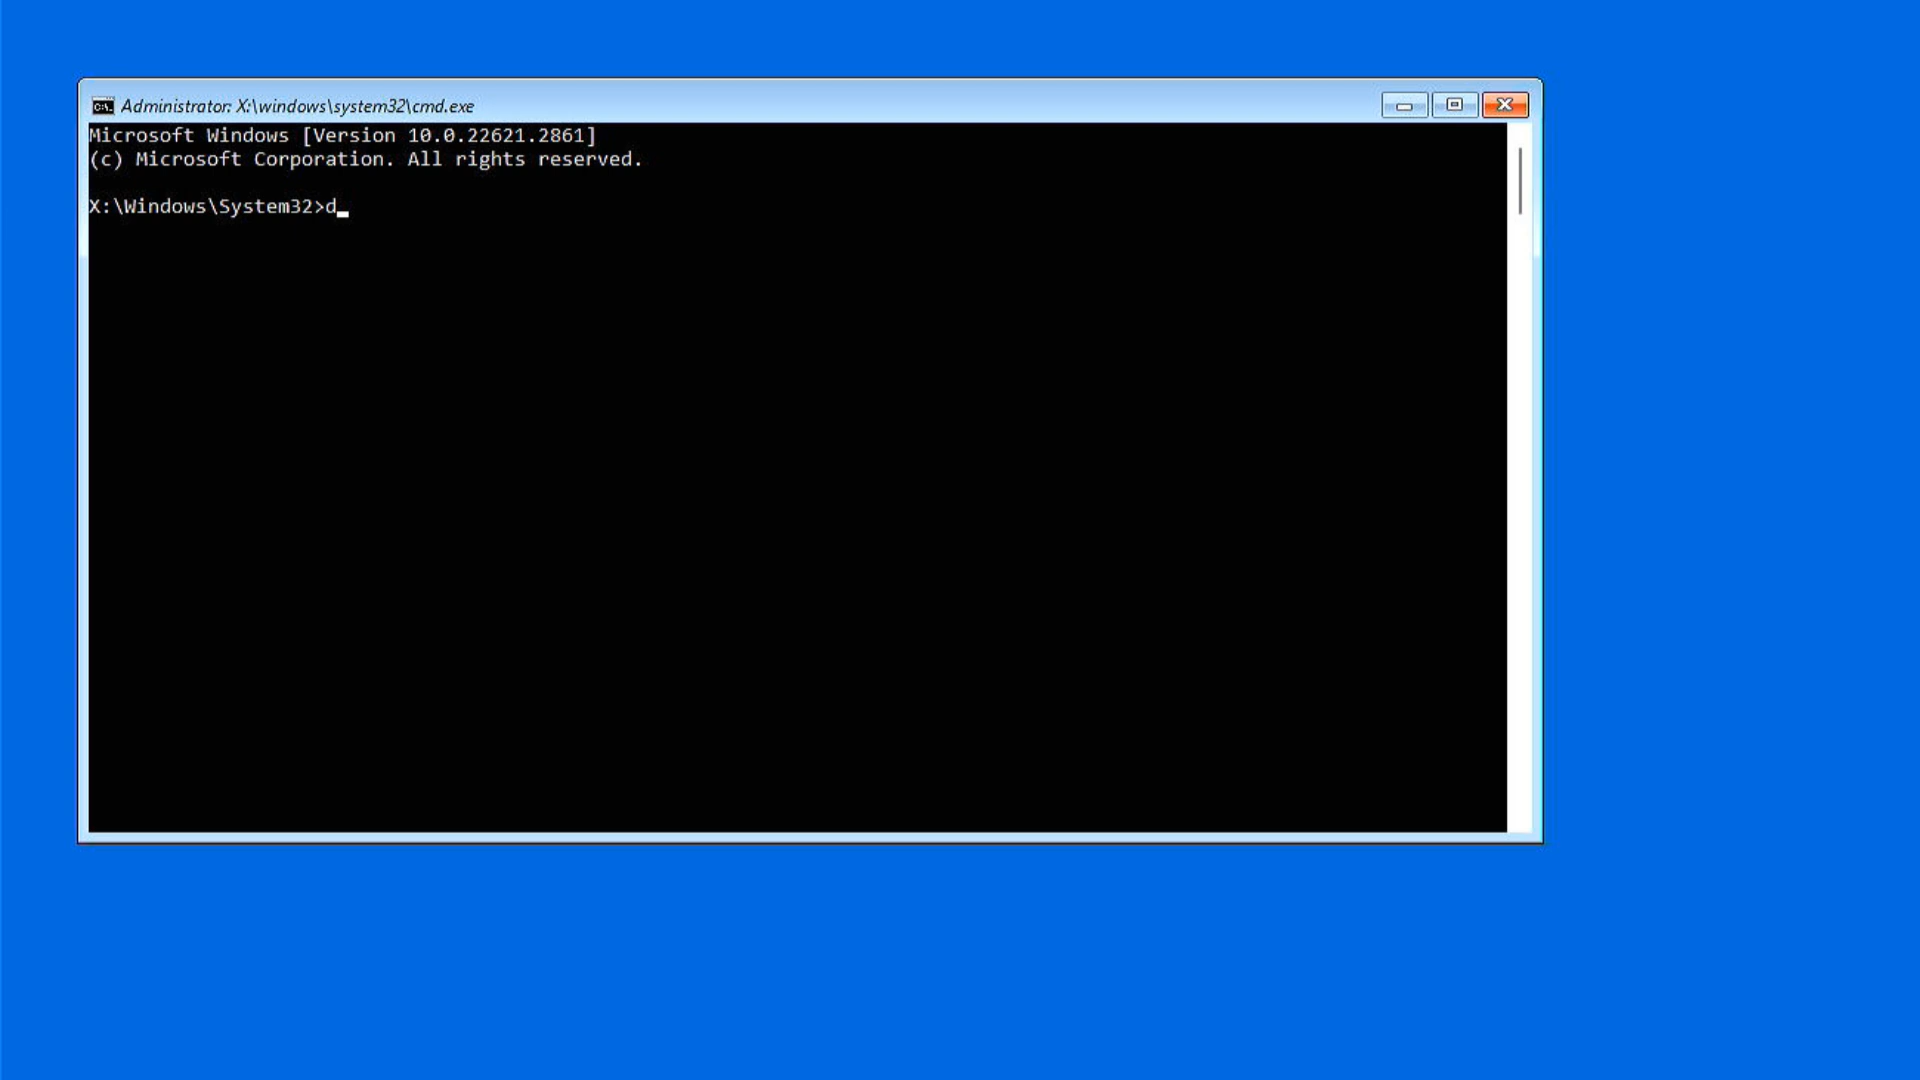 Administrator: X:\windows\system32\cmd.exe
Microsoft Windows [Version 10.0.22621.2861]
(c) Microsoft Corporation. All rights reserved.
X:\Windows\System32>d